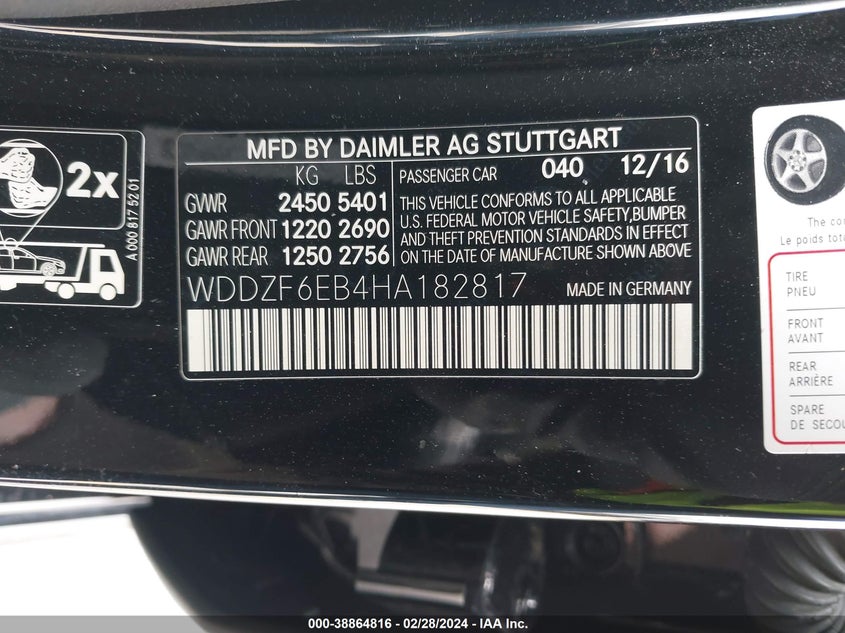 2x
A 000 817 52 01
MFD BY DAIMLER AG STUTTGART
KG LBS
GVWR 2450 5401
GAWR FRONT 1220 2690
GAWR REAR 1250 2756
PASSENGER CAR 040 12/16
THIS VEHICLE CONFORMS TO ALL APPLICABLE
U.S. FEDERAL MOTOR VEHICLE SAFETY,BUMPER
AND THEFT PREVENTION STANDARDS IN EFFECT
ON THE DATE OF MANUFACTURE SHOWN ABOVE
WDDZF6EB4HA182817 MADE IN GERMANY
The co
Le poids tota
TIRE
PNEU
FRONT
AVANT
REAR
ARRIÈRE
SPARE
DE SECOU
000-38864816 - 02/28/2024 - IAA Inc.